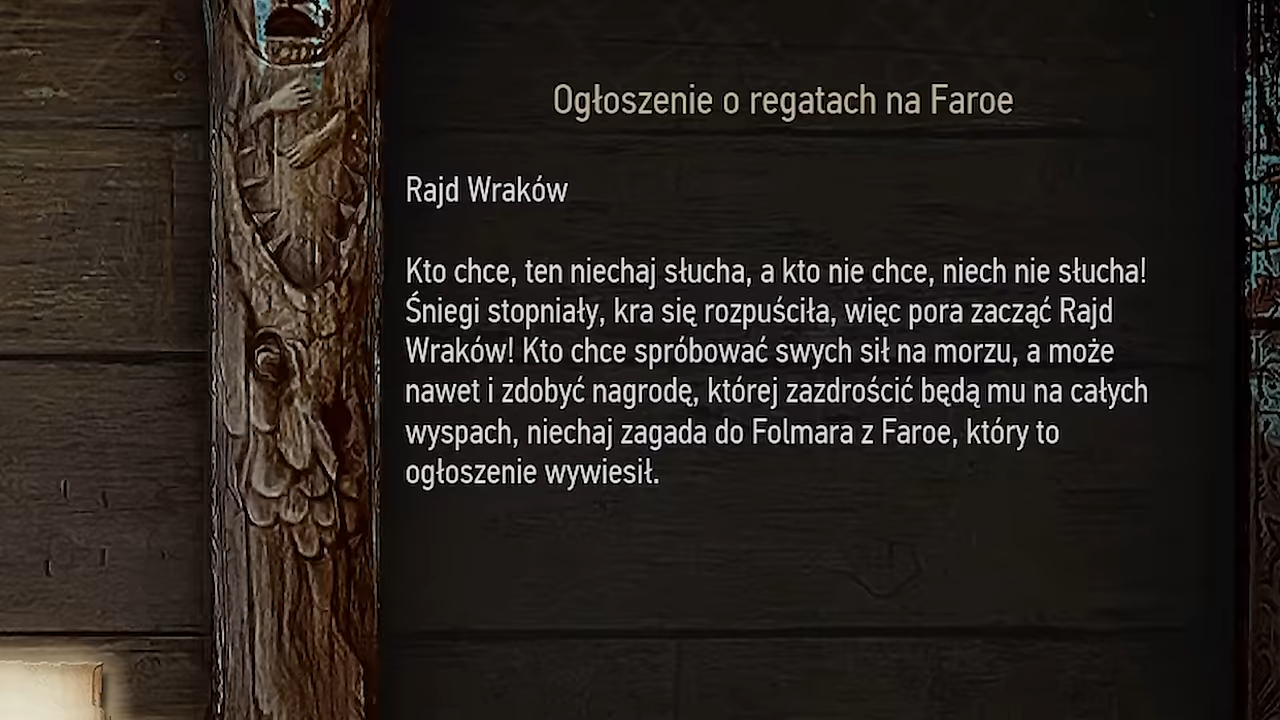 Ogłoszenie o regatach na Faroe
Rajd Wraków
Kto chce, ten niechaj słucha, a kto nie chce, niech nie słucha!
Śniegi stopniały, kra się rozpuściła, więc pora zacząć Rajd
Wraków! Kto chce spróbować swych sił na morzu, a może
nawet i zdobyć nagrodę, której zazdrościć będą mu na całych
wyspach, niechaj zagada do Folmara z Faroe, który to
ogłoszenie wywiesił.